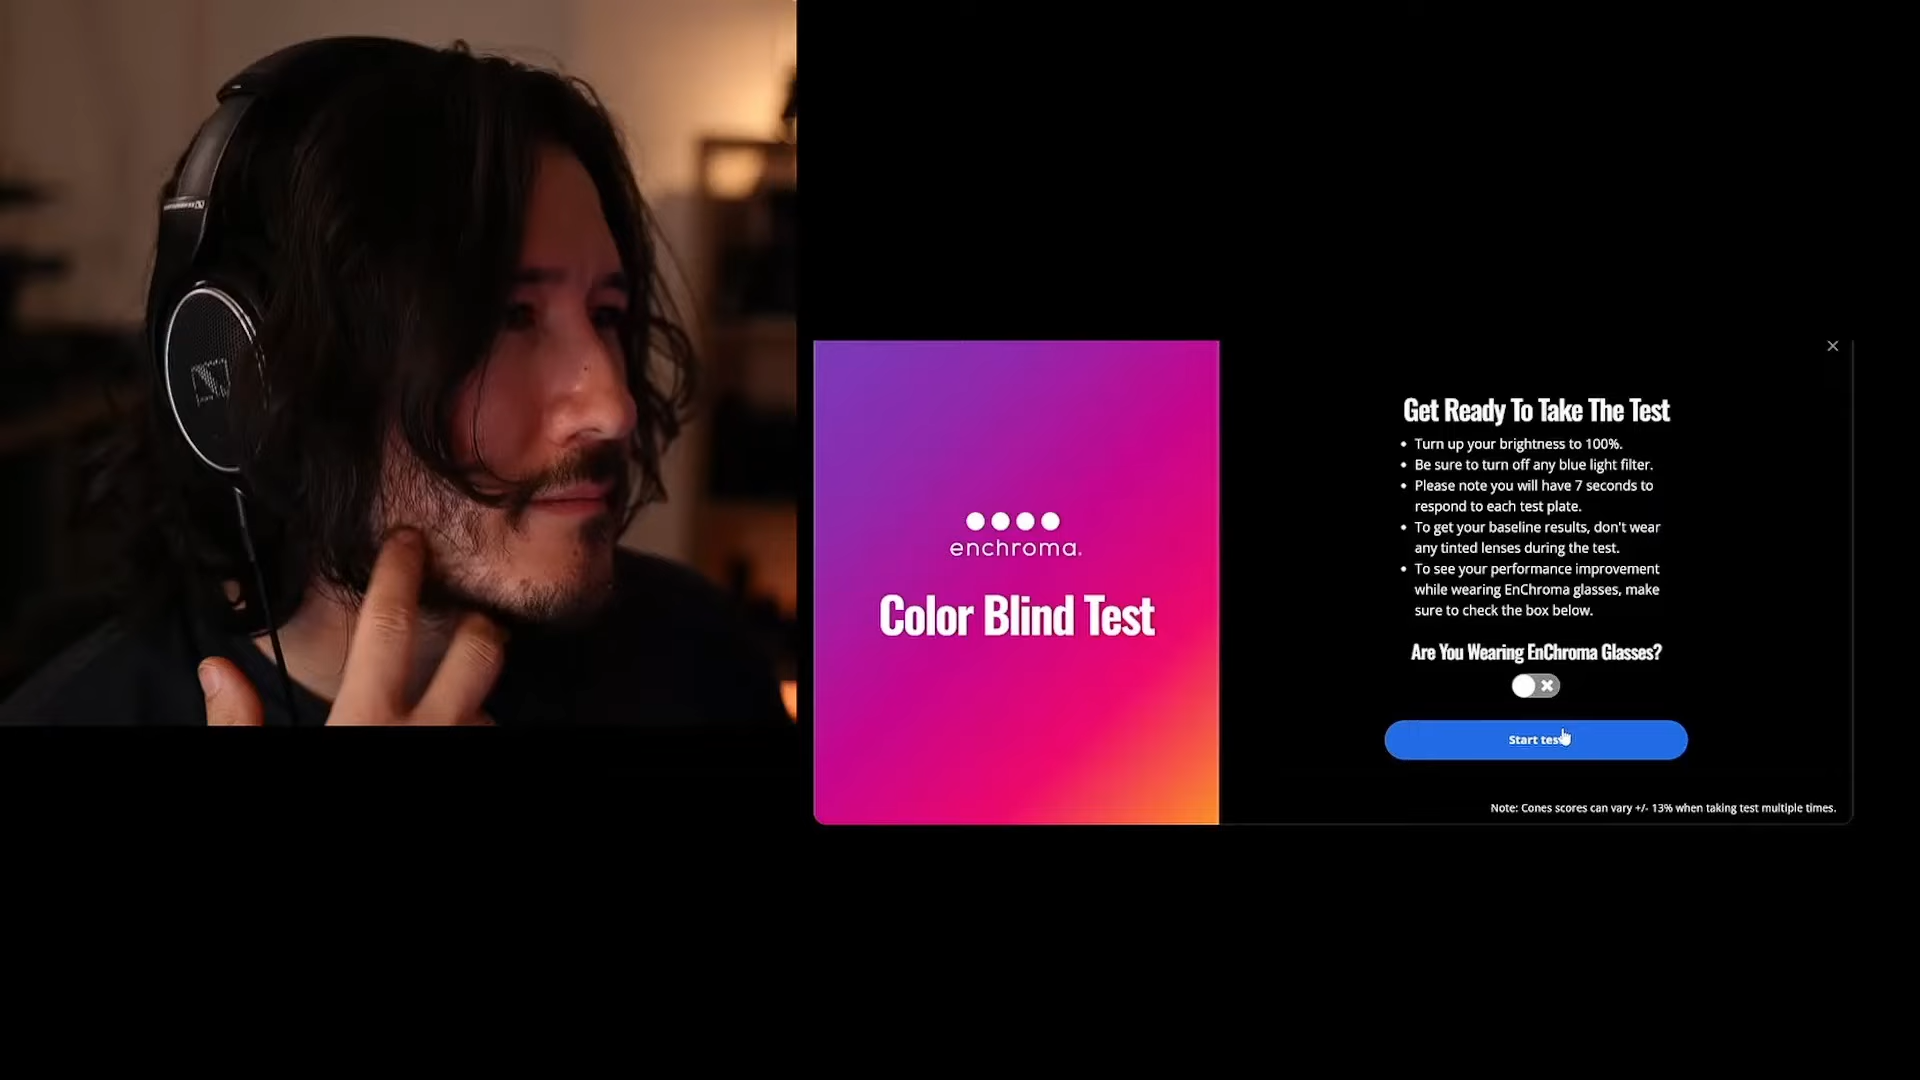 enchroma.
Color Blind Test
Get Ready To Take The Test
• Turn up your brightness to 100%.
• Be sure to turn off any blue light filter.
• Please note you will have 7 seconds to
respond to each test plate.
• To get your baseline results, don't wear
any tinted lenses during the test.
• To see your performance improvement
while wearing EnChroma glasses, make
sure to check the box below.
Are You Wearing EnChroma Glasses?
Start test
Note: Cones scores can vary +/- 13% when taking test multiple times.